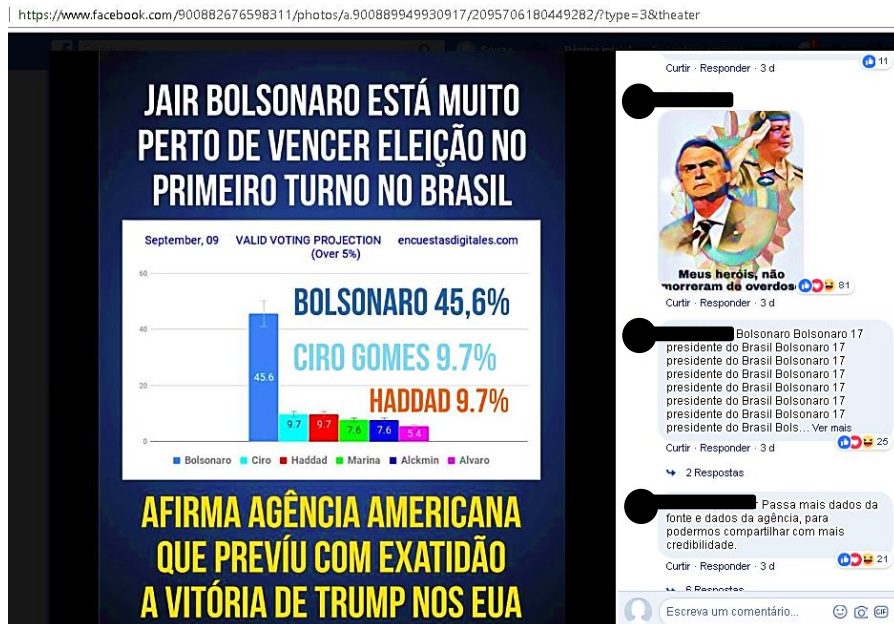 https://www.facebook.com/900882676598311/photos/a.900889949930917/2095706180449282/?type=3&theater
JAIR BOLSONARO ESTÁ MUITO
PERTO DE VENCER ELEIÇÃO NO
PRIMEIRO TURNO NO BRASIL
September, 09 VALID VOTING PROJECTION encuestasdigitales.com
(Over 5%)
60
40
20
0
BOLSONARO 45,6%
CIRO GOMES 9.7%
HADDAD 9.7%
45.6
9.7
9.7
7.6
7.6
5.4
Bolsonaro Ciro Haddad Marina Alckmin Alvaro
AFIRMA AGÊNCIA AMERICANA
QUE PREVÍU COM EXATIDÃO
A VITÓRIA DE TRUMP NOS EUA
Curtir · Responder · 3 d
11
Meus heróis, não
morreram de overdos
81
Curtir · Responder · 3 d
Bolsonaro Bolsonaro 17
presidente do Brasil Bolsonaro 17
presidente do Brasil Bolsonaro 17
presidente do Brasil Bolsonaro 17
presidente do Brasil Bolsonaro 17
presidente do Brasil Bolsonaro 17
presidente do Brasil Bolsonaro 17
presidente do Brasil Bols... Ver mais
25
Curtir · Responder · 3 d
2 Respostas
Passa mais dados da
fonte e dados da agência, para
podermos compartilhar com mais
credibilidade.
21
Curtir · Responder · 3 d
6 Respostas
Escreva um comentário...
GIF